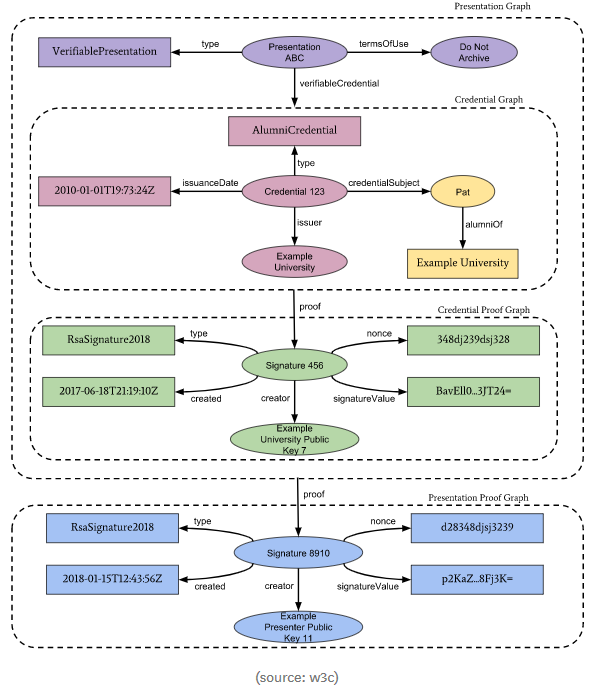 Presentation Graph
VerifiablePresentation
type
Presentation
ABC
termsOfUse
Do Not
Archive
verifiableCredential
Credential Graph
AlumniCredential
type
2010-01-01T19:73:24Z
issuanceDate
Credential 123
credentialSubject
Pat
issuer
alumniOf
Example
University
Example University
proof
Credential Proof Graph
RsaSignature2018
type
nonce
348dj239dsj328
Signature 456
2017-06-18T21:19:10Z
created
creator
signatureValue
BavEll0...3JT24=
Example
University Public
Key 7
proof
Presentation Proof Graph
RsaSignature2018
type
nonce
d28348djsj3239
Signature 8910
2018-01-15T12:43:56Z
created
creator
signatureValue
p2KaZ...8Fj3K=
Example
Presenter Public
Key 11
(source: w3c)